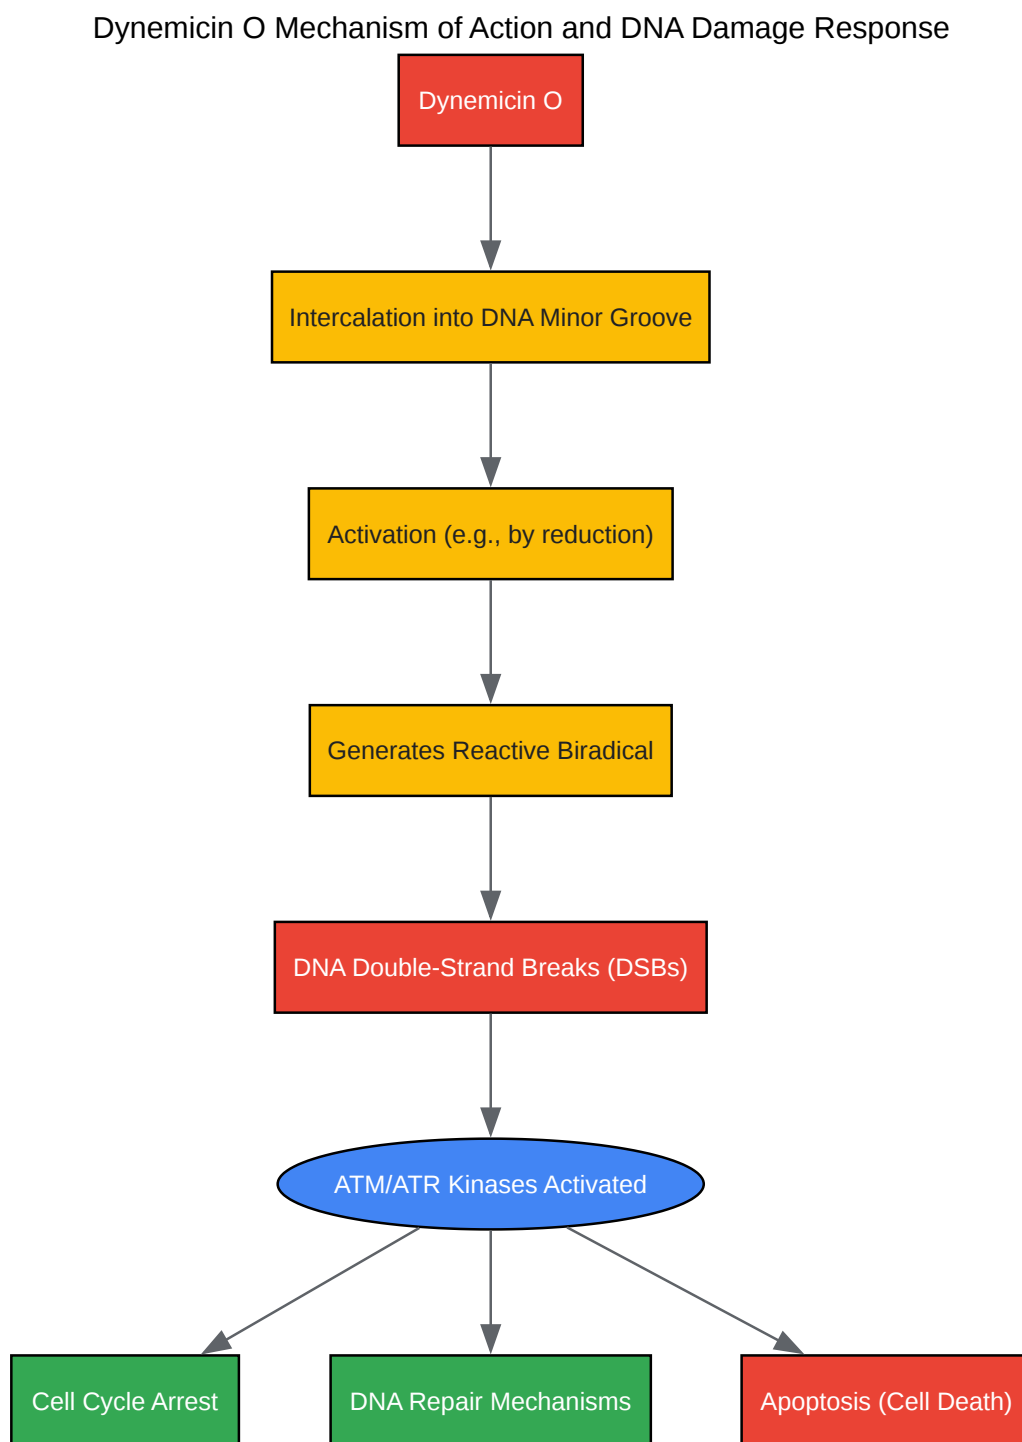 Dynemicin O Mechanism of Action and DNA Damage Response
Dynemicin O
Intercalation into DNA Minor Groove
Activation (e.g., by reduction)
Generates Reactive Biradical
DNA Double-Strand Breaks (DSBs)
ATM/ATR Kinases Activated
Cell Cycle Arrest
DNA Repair Mechanisms
Apoptosis (Cell Death)